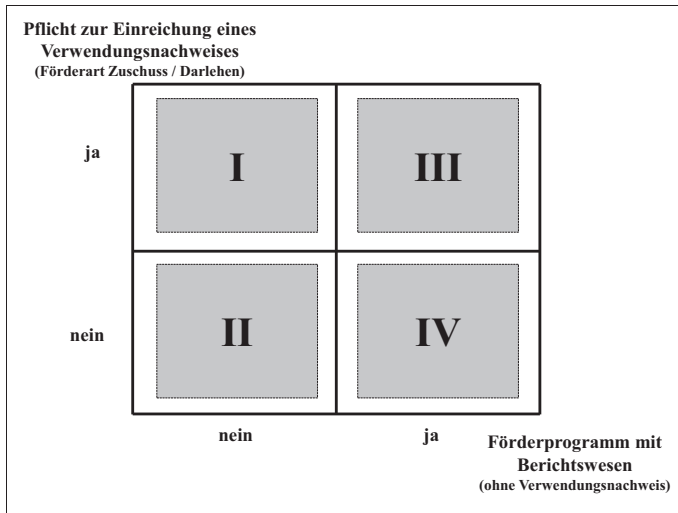 Pflicht zur Einreichung eines
Verwendungsnachweises
(Förderart Zuschuss / Darlehen)
ja
I
III
nein
II
IV
nein
ja
Förderprogramm mit
Berichtswesen
(ohne Verwendungsnachweis)